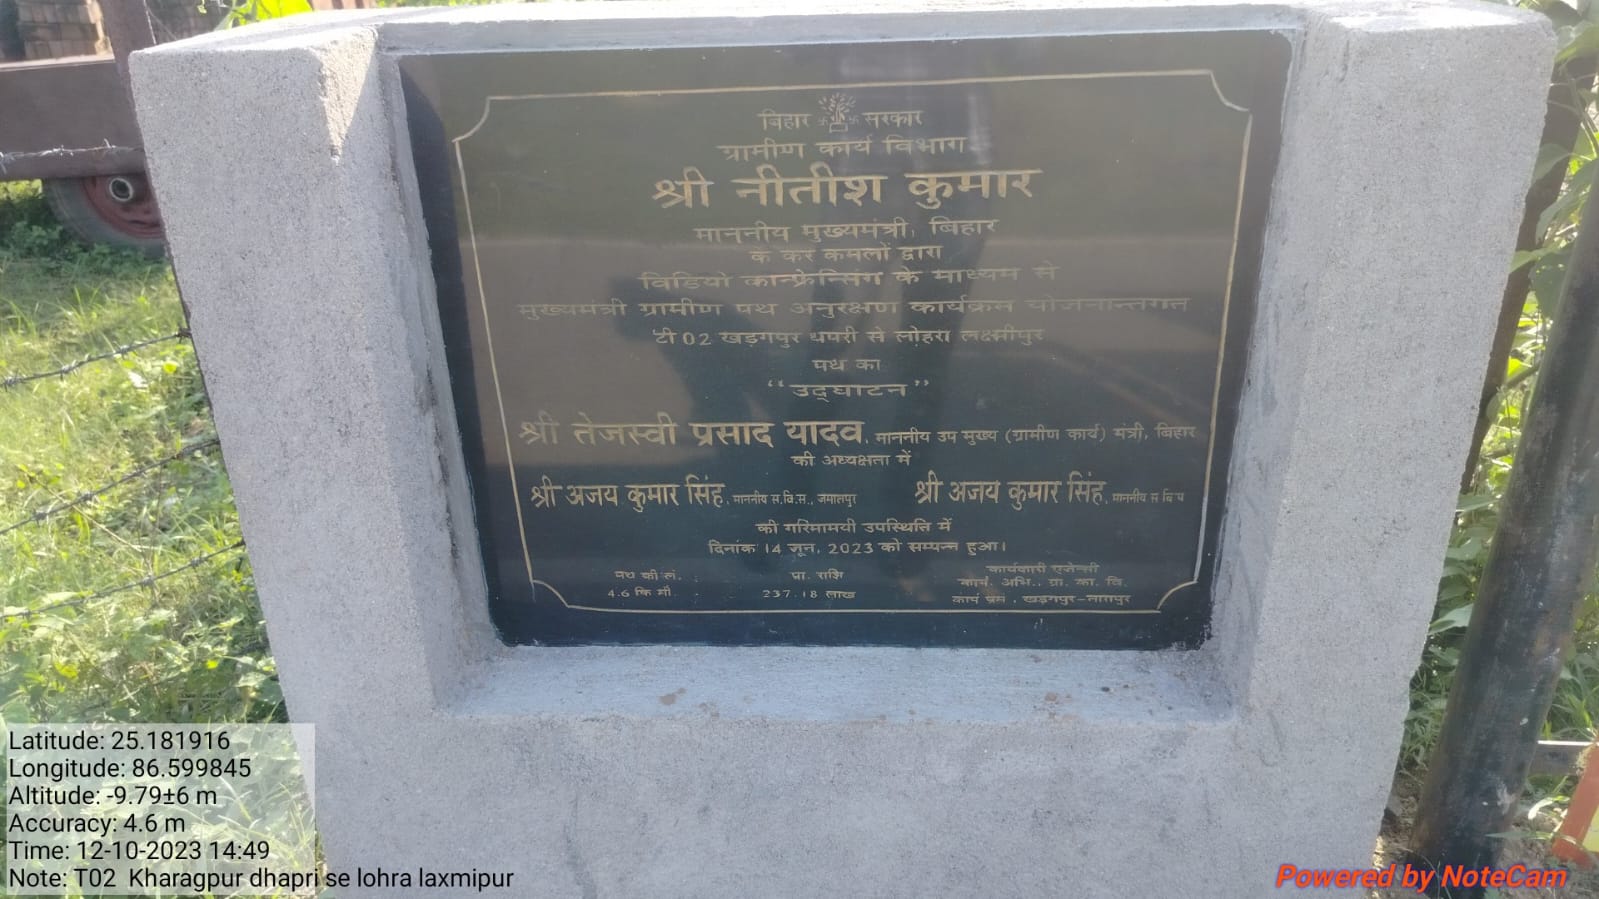 बिहार सरकार
ग्रामीण कार्य विभाग
श्री नीतीश कुमार
माननीय मुख्यमंत्री, बिहार
के कर कमलों द्वारा
विडियो कान्फ्रेन्सिंग के माध्यम से
मुख्यमंत्री ग्रामीण पथ अनुरक्षण कार्यक्रम योजनान्तर्गत
टी02 खड़गपुर धपरी से लोहरा लक्ष्मीपुर
पथ का
“उद्घाटन”
श्री तेजस्वी प्रसाद यादव, माननीय उप मुख्य (ग्रामीण कार्य) मंत्री, बिहार
की अध्यक्षता में
श्री अजय कुमार सिंह, माननीय स.वि.स., जमालपुर श्री अजय कुमार सिंह, माननीय स.वि.प
की गरिमामयी उपस्थिति में
दिनांक 14 जून, 2023 को सम्पन्न हुआ।
पथ की लं. : प्रा. राशि कार्यकारी एजेन्सी
4.6 कि मी. 237.18 लाख कार्य. अभि., ग्रा. का. वि.
कार्य प्रम., खड़गपुर-तारापुर
Latitude: 25.181916
Longitude: 86.599845
Altitude: -9.79±6 m
Accuracy: 4.6 m
Time: 12-10-2023 14:49
Note: T02 Kharagpur dhapri se lohra laxmipur
Powered by NoteCam